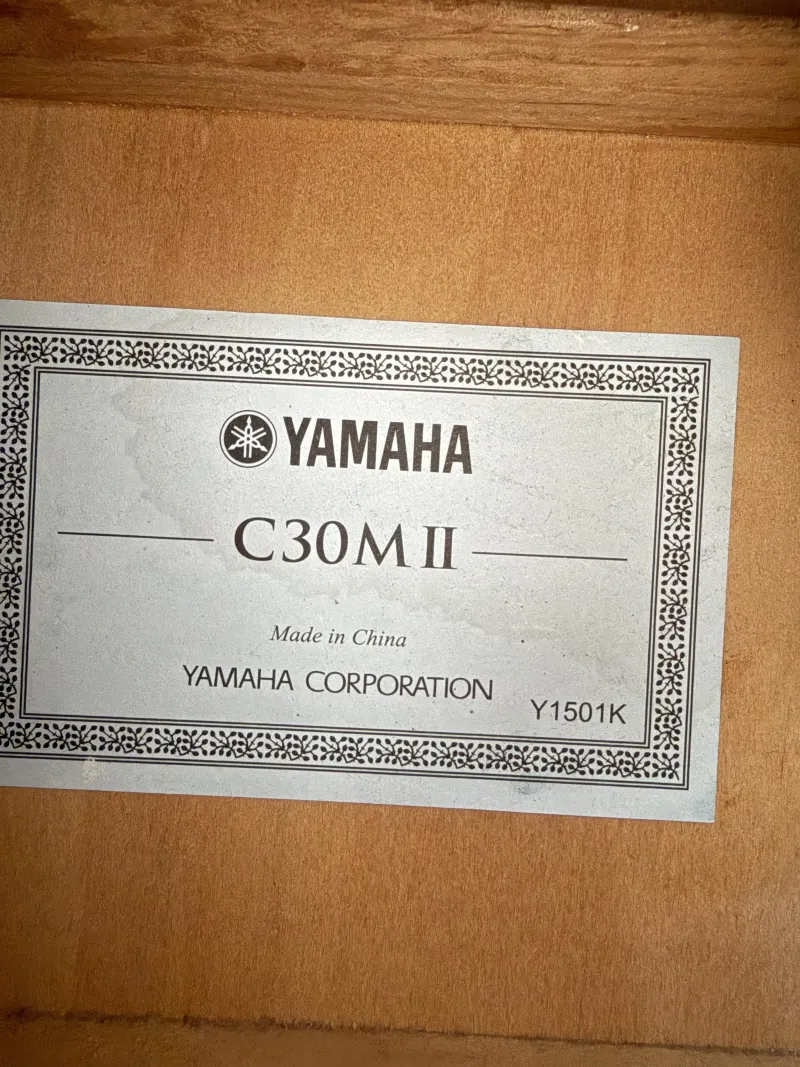 YAMAHA
C30M II
Made in China
YAMAHA CORPORATION
Y1501K